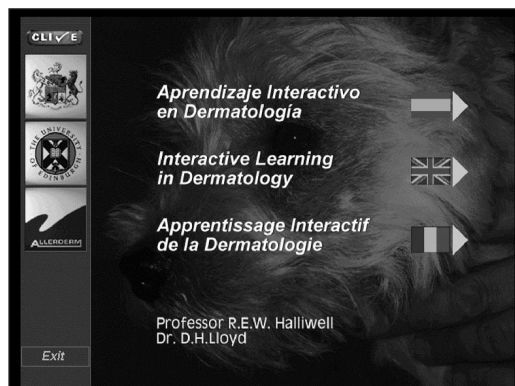 CLIVE
THE UNIVERSITY
OF EDINBURGH
ALLERDERM
Exit
Aprendizaje Interactivo
en Dermatología
Interactive Learning
in Dermatology
Apprentissage Interactif
de la Dermatologie
Professor R.E.W. Halliwell
Dr. D.H.Lloyd